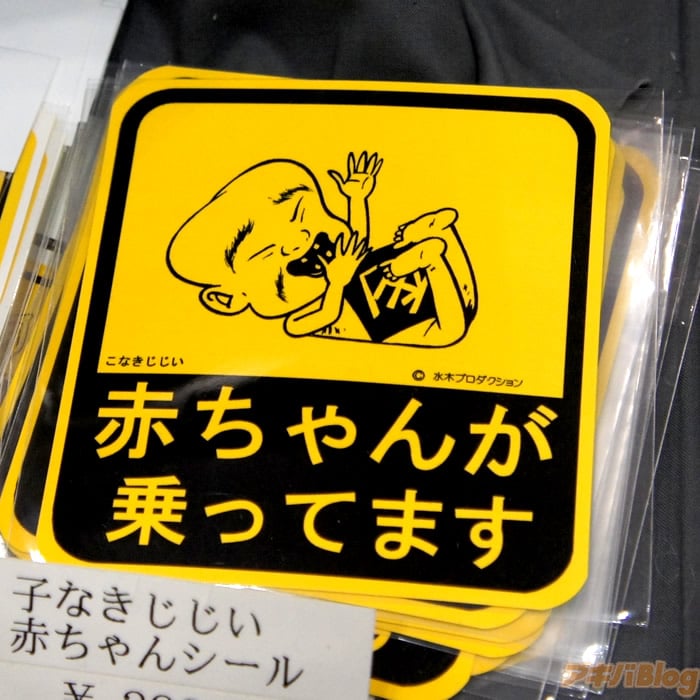 こなきじじい
© 水木プロダクション
赤ちゃんが
乗ってます
子なきじじい
赤ちゃんシール
¥
アキバBlog